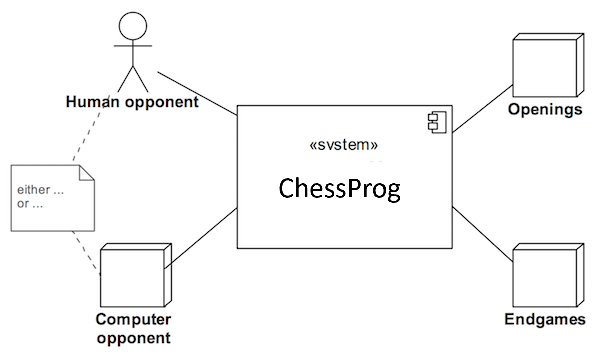 Human opponent
Openings
«system»
ChessProg
either ...
or ...
Computer
opponent
Endgames